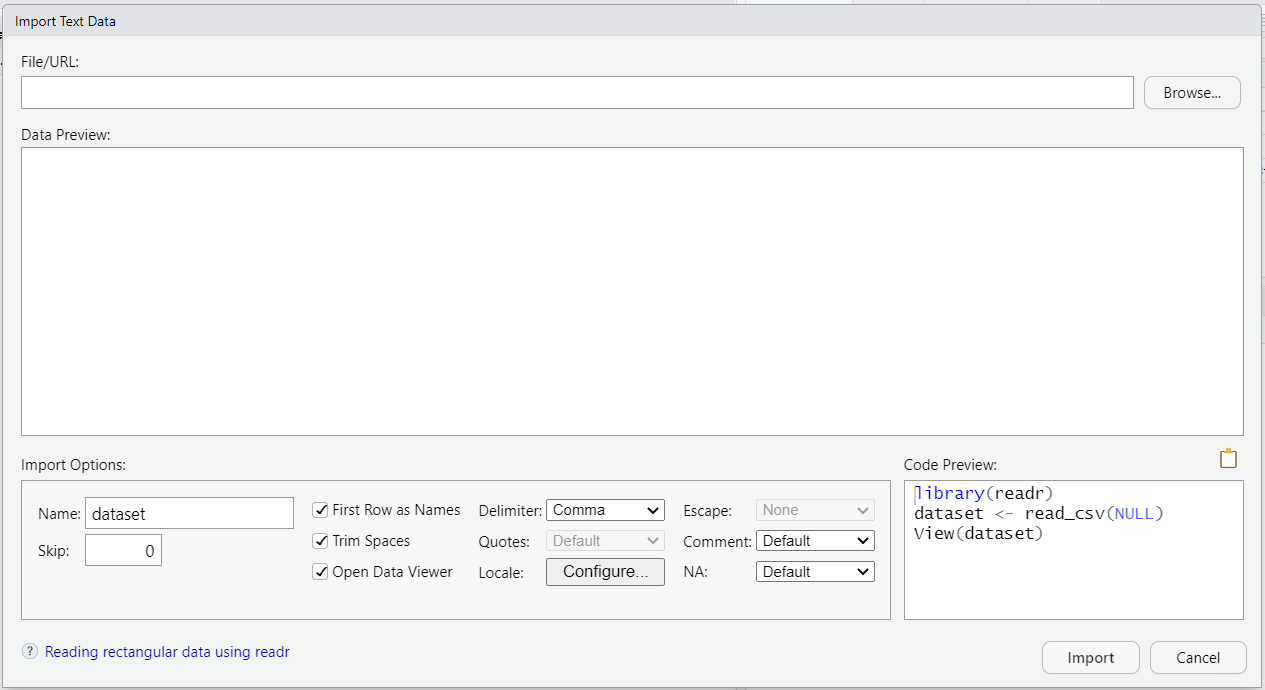 Import Text Data
File/URL:
Browse...
Data Preview:
Import Options:
Name: dataset
Skip: 0
First Row as Names
Trim Spaces
Open Data Viewer
Delimiter: Comma
Quotes: Default
Locale: Configure...
Escape: None
Comment: Default
NA: Default
Code Preview:
library(readr)
dataset <- read_csv(NULL)
View(dataset)
? Reading rectangular data using readr
Import
Cancel